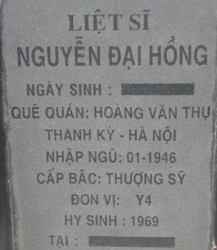 LIỆT SĨ
NGUYỄN ĐẠI HỒNG
NGÀY SINH :
QUÊ QUÁN: HOÀNG VĂN THỤ
THANH KỲ - HÀ NỘI
NHẬP NGŨ: 01-1946
CẤP BẬC: THƯỢNG SỸ
ĐƠN VỊ: Y4
HY SINH : 1969
TẠI :